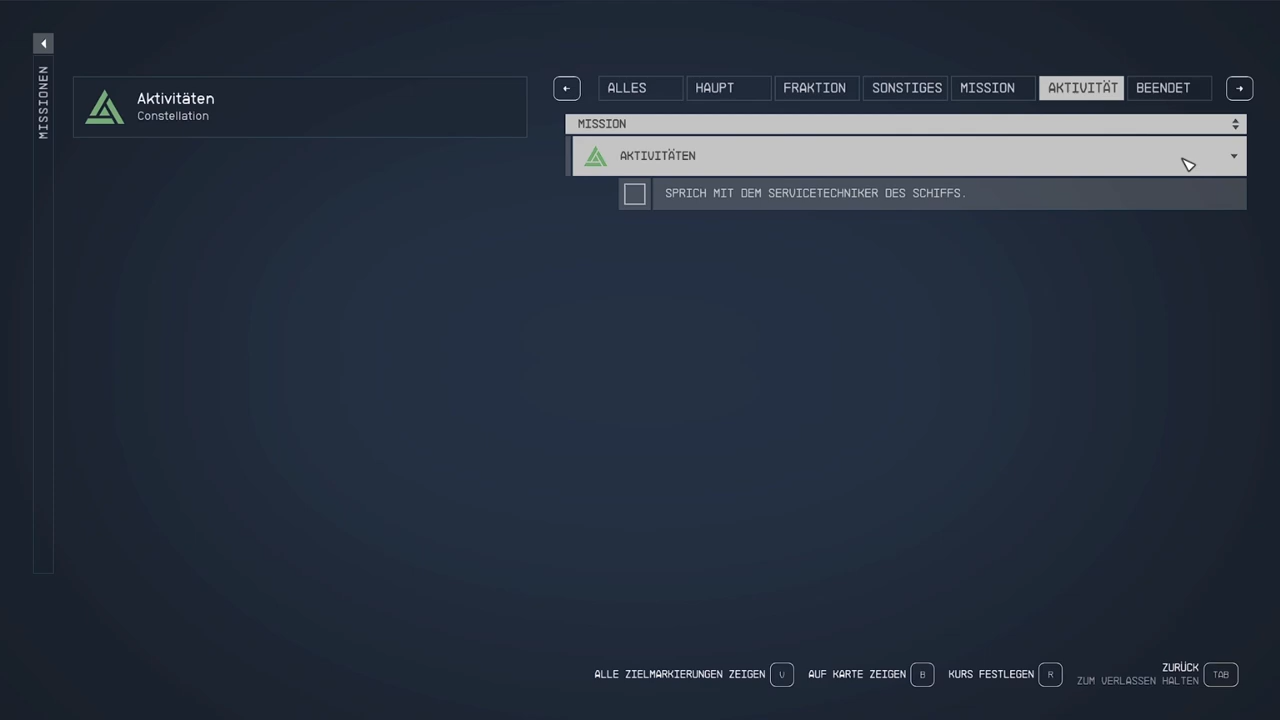 MISSIONEN
Aktivitäten
Constellation
ALLES
HAUPT
FRAKTION
SONSTIGES
MISSION
AKTIVITÄT
BEENDET
MISSION
AKTIVITÄTEN
SPRICH MIT DEM SERVICETECHNIKER DES SCHIFFS.
ALLE ZIELMARKIERUNGEN ZEIGEN V
AUF KARTE ZEIGEN B
KURS FESTLEGEN R
ZURÜCK
ZUM VERLASSEN HALTEN TAB